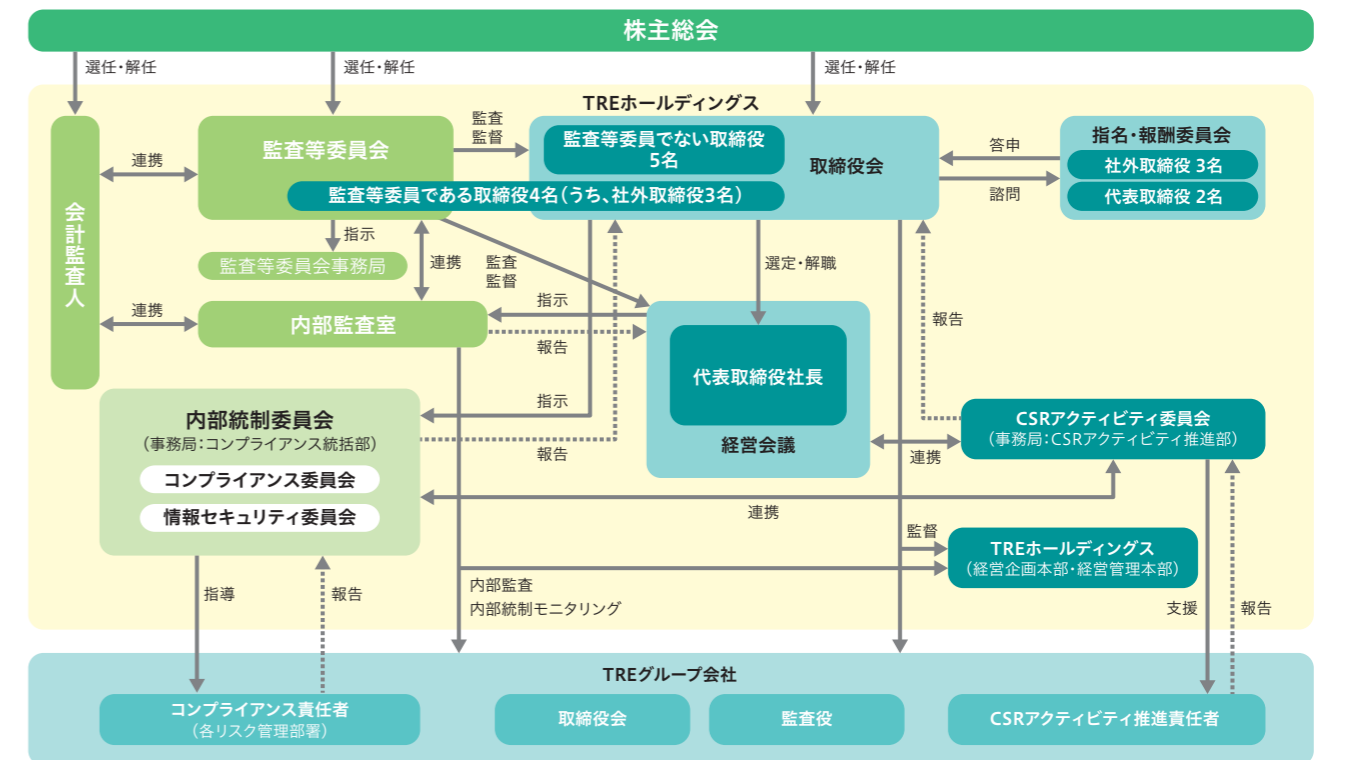 株主総会
選任・解任
選任・解任
選任・解任
TREホールディングス
会計監査人
連携
監査等委員会
監査
監督
監査等委員でない取締役
5名
取締役会
監査等委員である取締役4名（うち、社外取締役3名）
答申
諮問
指名・報酬委員会
社外取締役 3名
代表取締役 2名
指示
監査等委員会事務局
連携
監査
監督
選定・解職
連携
内部監査室
指示
報告
報告
代表取締役社長
経営会議
内部統制委員会
（事務局：コンプライアンス統括部）
コンプライアンス委員会
情報セキュリティ委員会
指示
報告
連携
CSRアクティビティ委員会
（事務局：CSRアクティビティ推進部）
連携
監督
TREホールディングス
（経営企画本部・経営管理本部）
指導
報告
内部監査
内部統制モニタリング
支援
報告
TREグループ会社
コンプライアンス責任者
（各リスク管理部署）
取締役会
監査役
CSRアクティビティ推進責任者